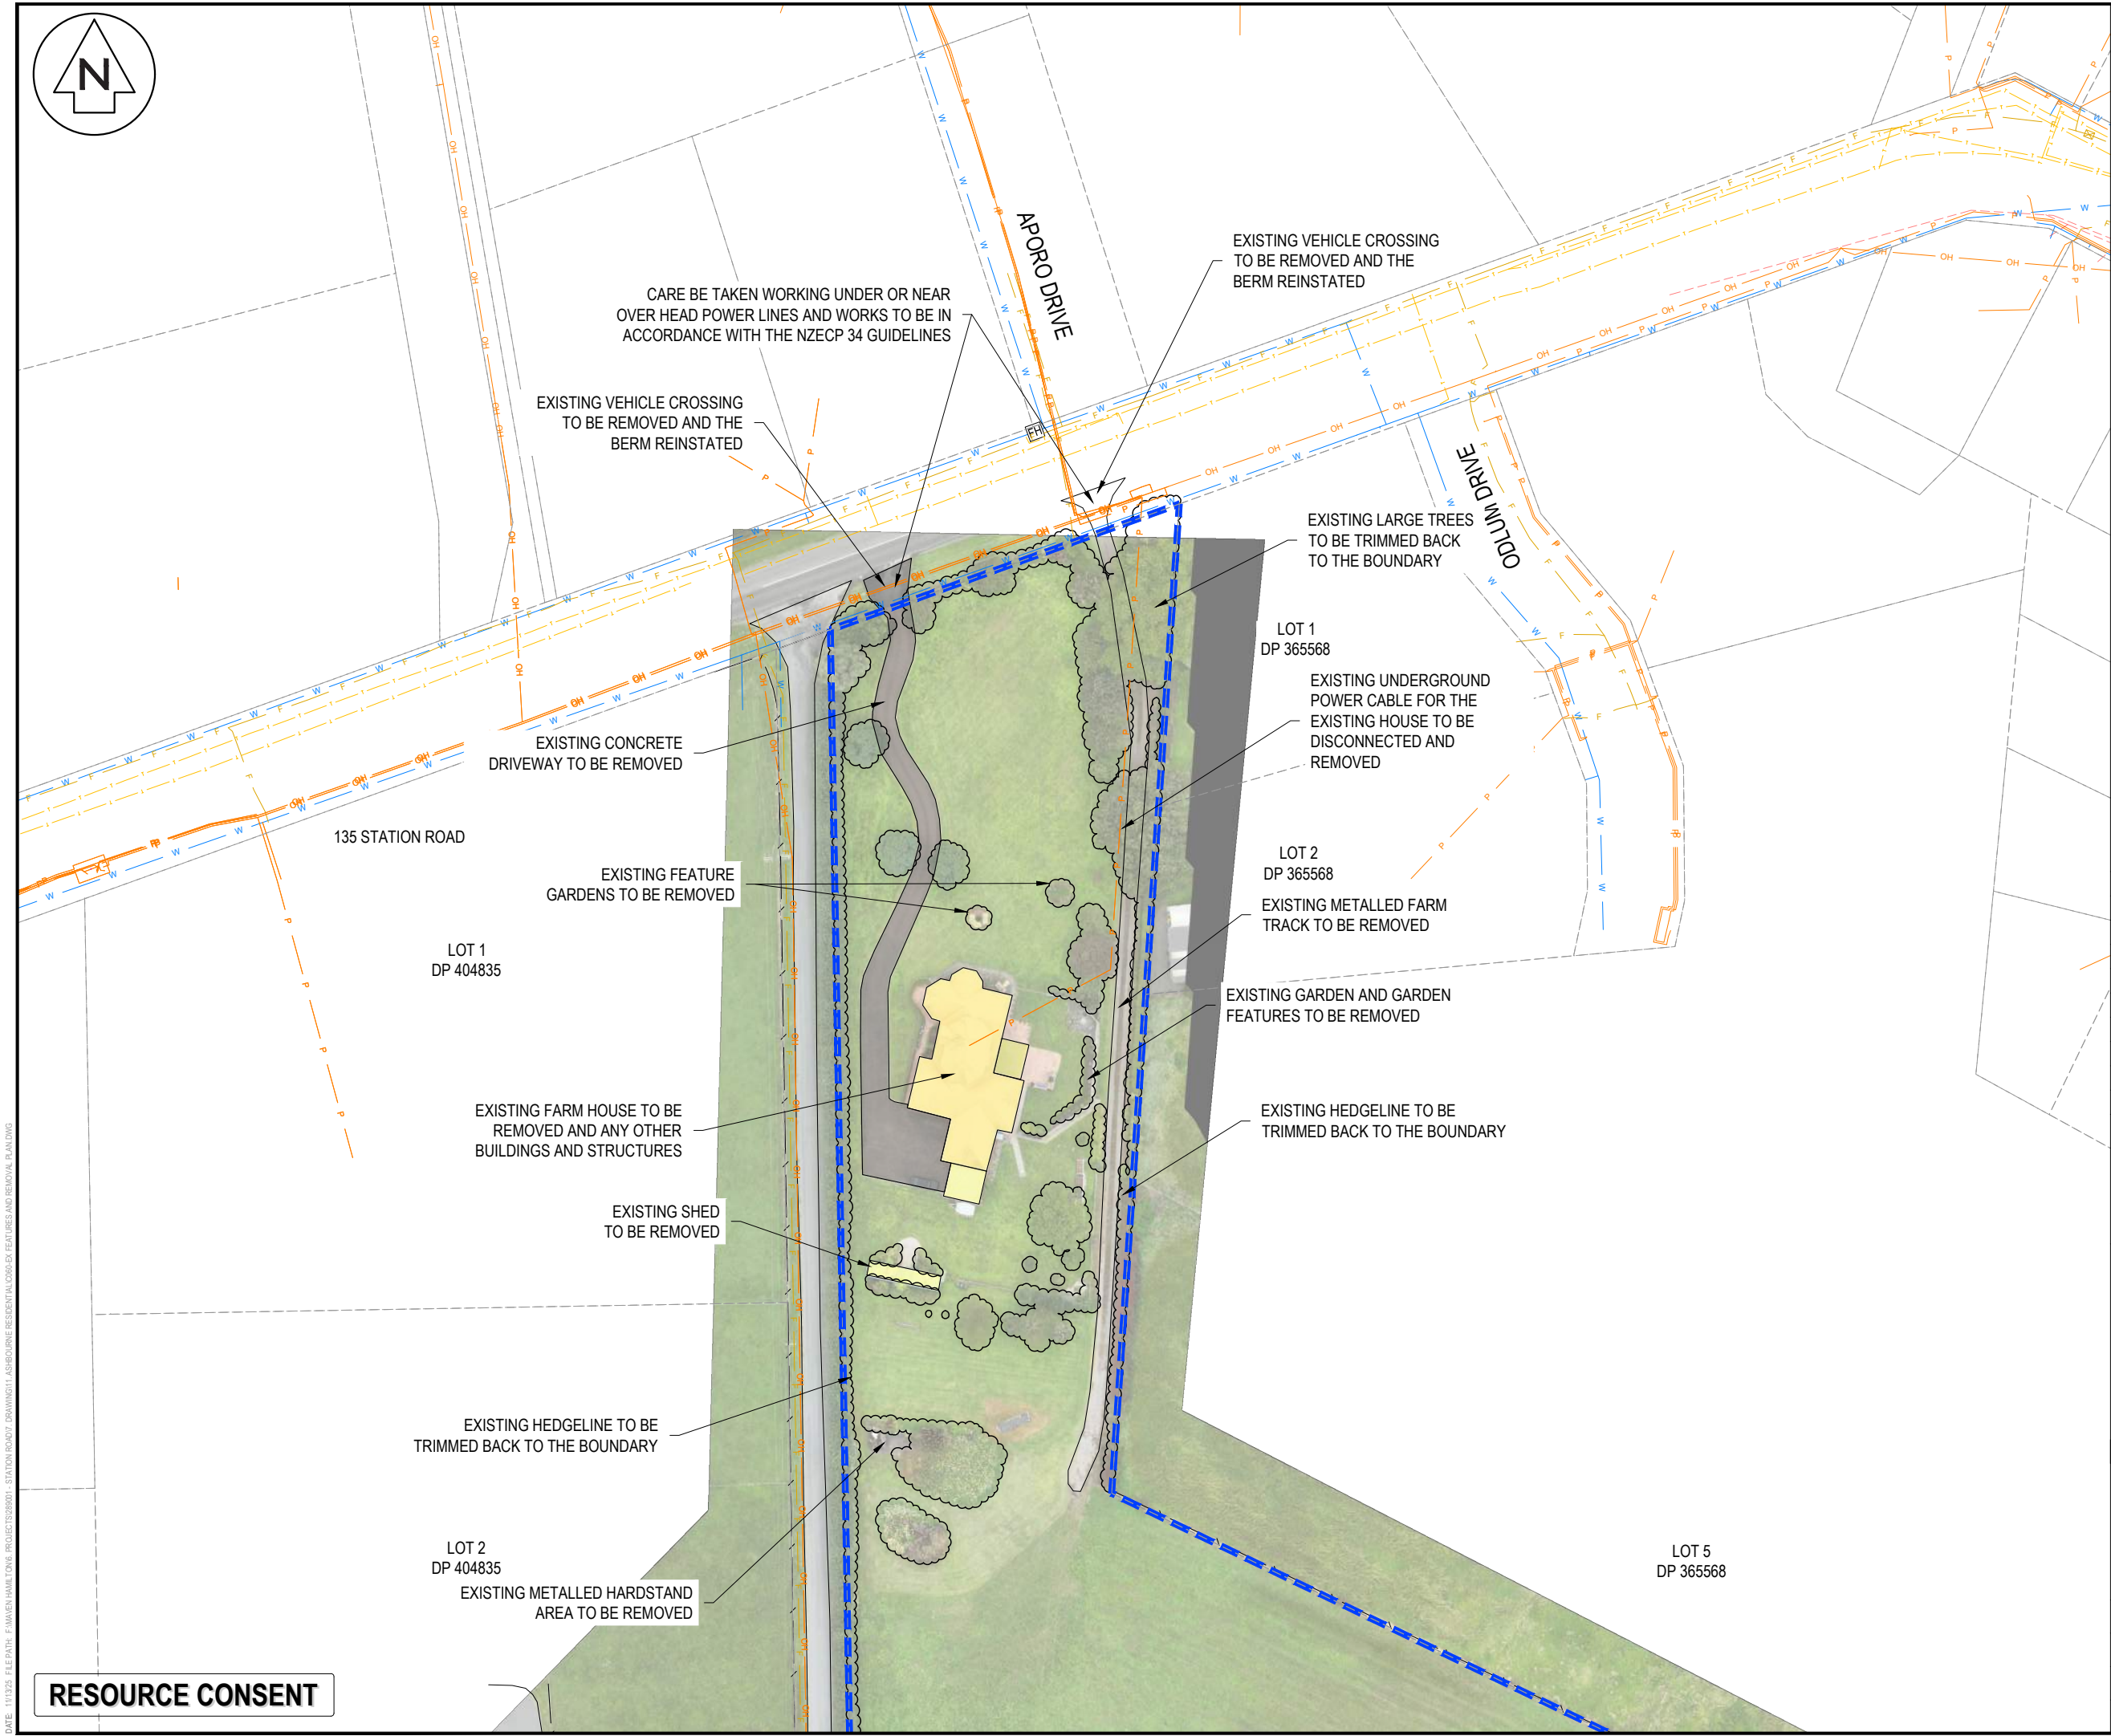 N
APORO DRIVE
EXISTING VEHICLE CROSSING
TO BE REMOVED AND THE
BERM REINSTATED
CARE BE TAKEN WORKING UNDER OR NEAR
OVER HEAD POWER LINES AND WORKS TO BE IN
ACCORDANCE WITH THE NZECP 34 GUIDELINES
EXISTING VEHICLE CROSSING
TO BE REMOVED AND THE
BERM REINSTATED
FH
ODLUM DRIVE
EXISTING LARGE TREES
TO BE TRIMMED BACK
TO THE BOUNDARY
LOT 1
DP 365568
EXISTING UNDERGROUND
POWER CABLE FOR THE
EXISTING HOUSE TO BE
DISCONNECTED AND
REMOVED
EXISTING CONCRETE
DRIVEWAY TO BE REMOVED
135 STATION ROAD
LOT 2
DP 365568
EXISTING FEATURE
GARDENS TO BE REMOVED
EXISTING METALLED FARM
TRACK TO BE REMOVED
LOT 1
DP 404835
EXISTING GARDEN AND GARDEN
FEATURES TO BE REMOVED
EXISTING FARM HOUSE TO BE
REMOVED AND ANY OTHER
BUILDINGS AND STRUCTURES
EXISTING HEDGELINE TO BE
TRIMMED BACK TO THE BOUNDARY
EXISTING SHED
TO BE REMOVED
EXISTING HEDGELINE TO BE
TRIMMED BACK TO THE BOUNDARY
LOT 2
DP 404835
LOT 5
DP 365568
EXISTING METALLED HARDSTAND
AREA TO BE REMOVED
RESOURCE CONSENT